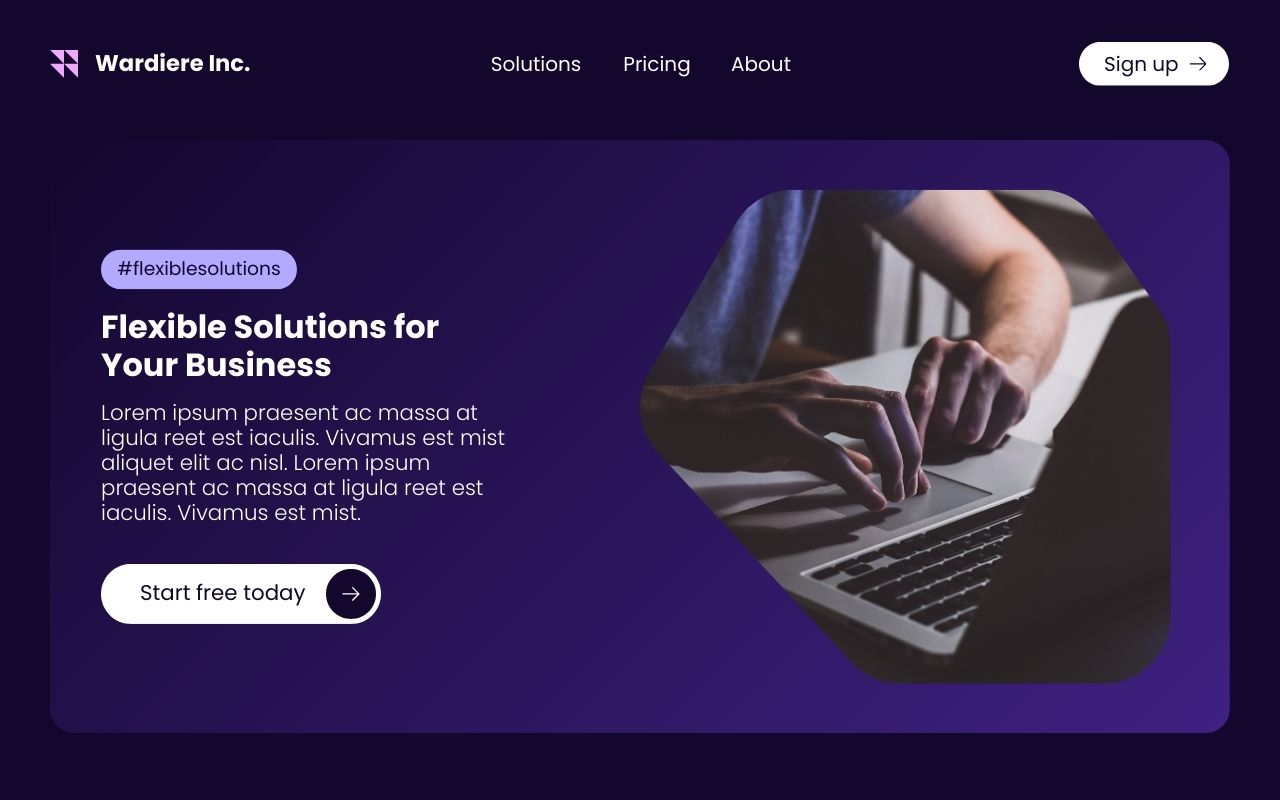 Wardiere Inc.
Solutions
Pricing
About
Sign up
#flexiblesolutions
Flexible Solutions for
Your Business
Lorem ipsum praesent ac massa at
ligula reet est iaculis. Vivamus est mist
aliquet elit ac nisl. Lorem ipsum
praesent ac massa at ligula reet est
iaculis. Vivamus est mist.
Start free today